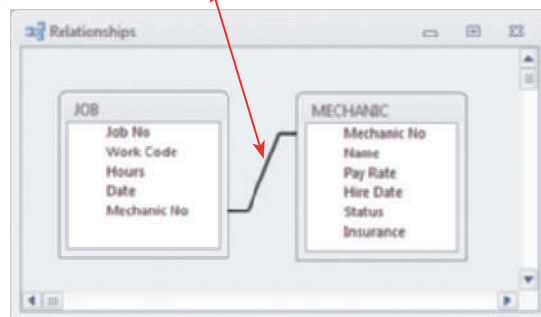 Relationships
JOB
Job No
Work Code
Hours
Date
Mechanic No
MECHANIC
Mechanic No
Name
Pay Rate
Hire Date
Status
Insurance